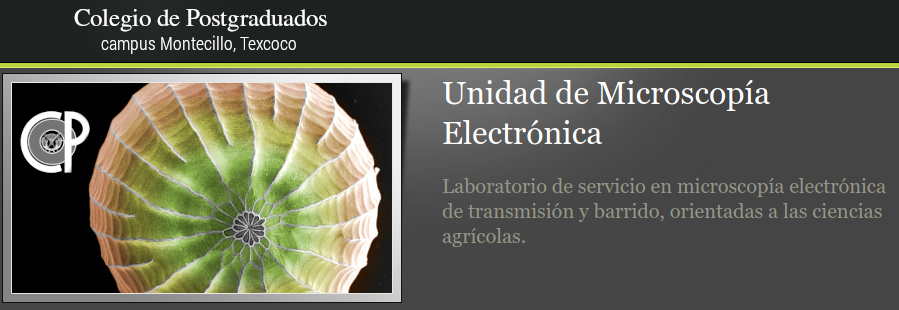 Colegio de Postgraduados
campus Montecillo, Texcoco
CP
Unidad de Microscopía
Electrónica
Laboratorio de servicio en microscopía electrónica
de transmisión y barrido, orientadas a las ciencias
agrícolas.